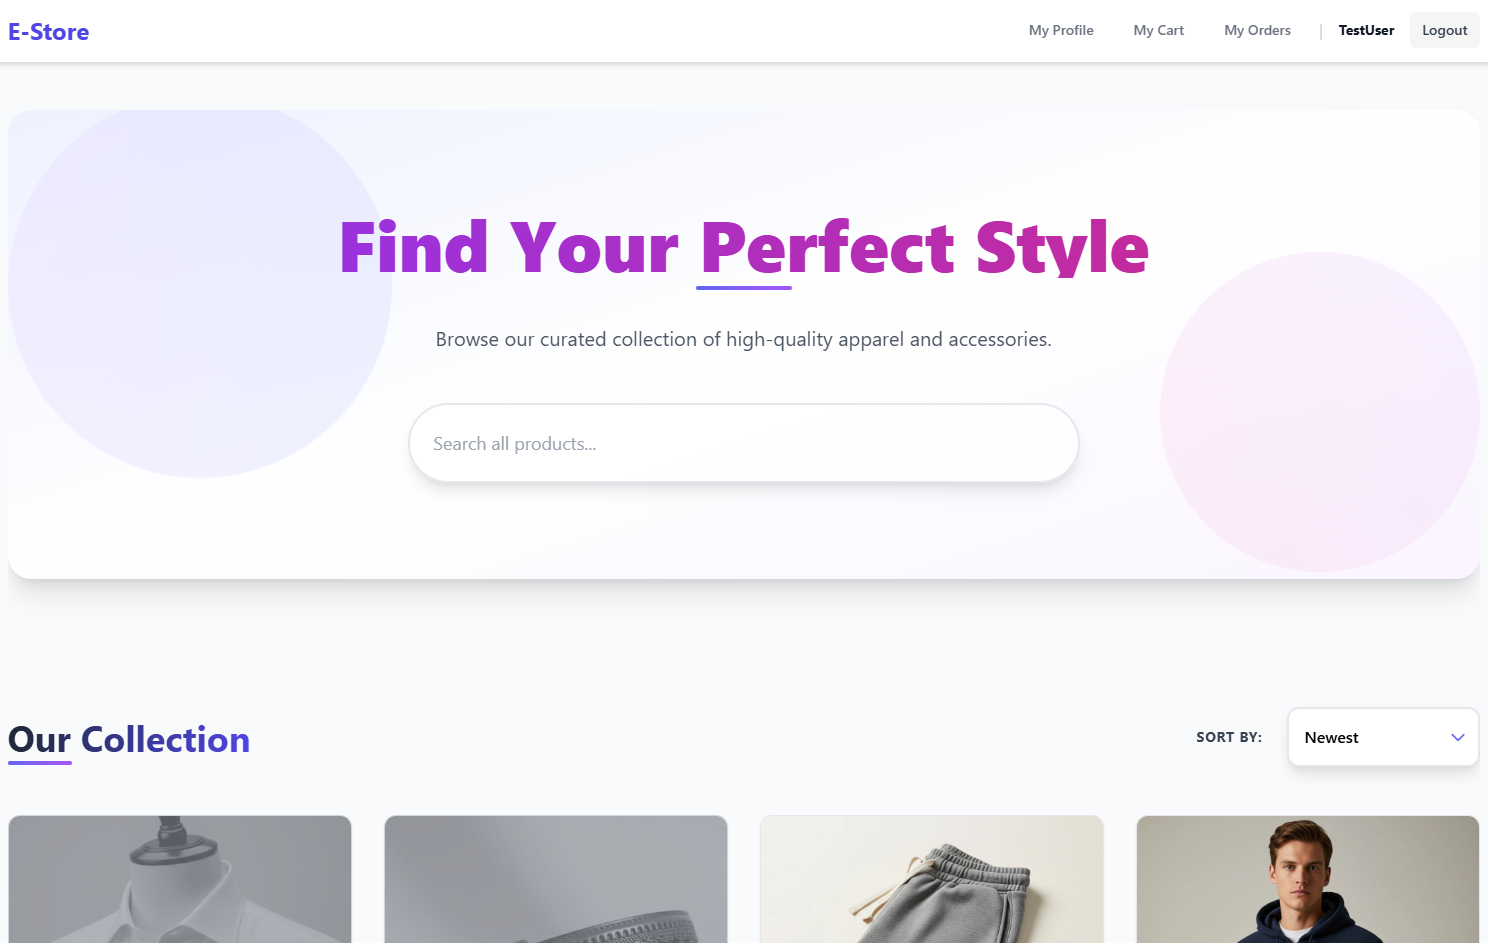 E-Store
My Profile
My Cart
My Orders
|
TestUser
Logout
Find Your Perfect Style
Browse our curated collection of high-quality apparel and accessories.
Search all products...
Our Collection
SORT BY:
Newest